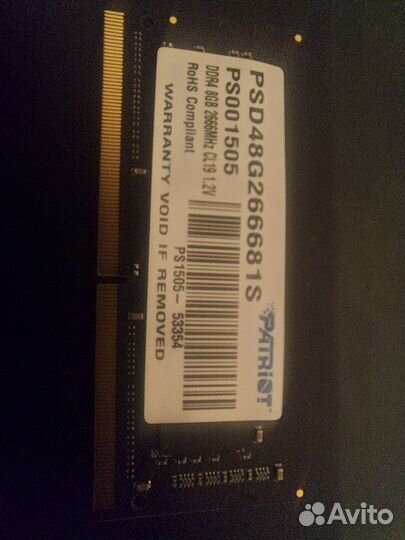 PSD48G266681S
PS001505
DDR4 8GB 2666MHz CL19 1.2V
RoHS Compliant
PS1505- 53354
WARRANTY VOID IF REMOVED
PATRIOT
Avito